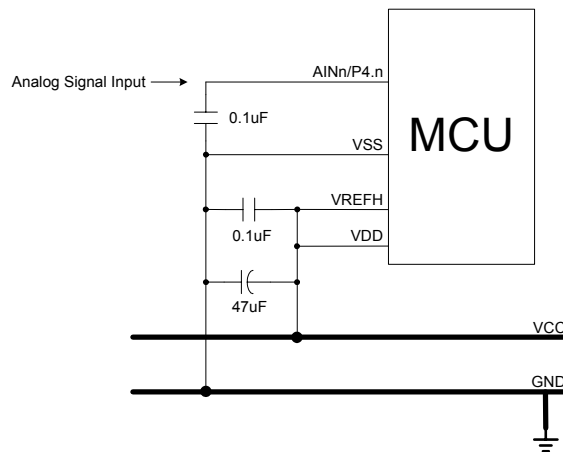 AINn/P4.n
Analog Signal Input
0.1uF
MCU
VSS
VREFH
0.1uF
VDD
47uF
VCC
GND